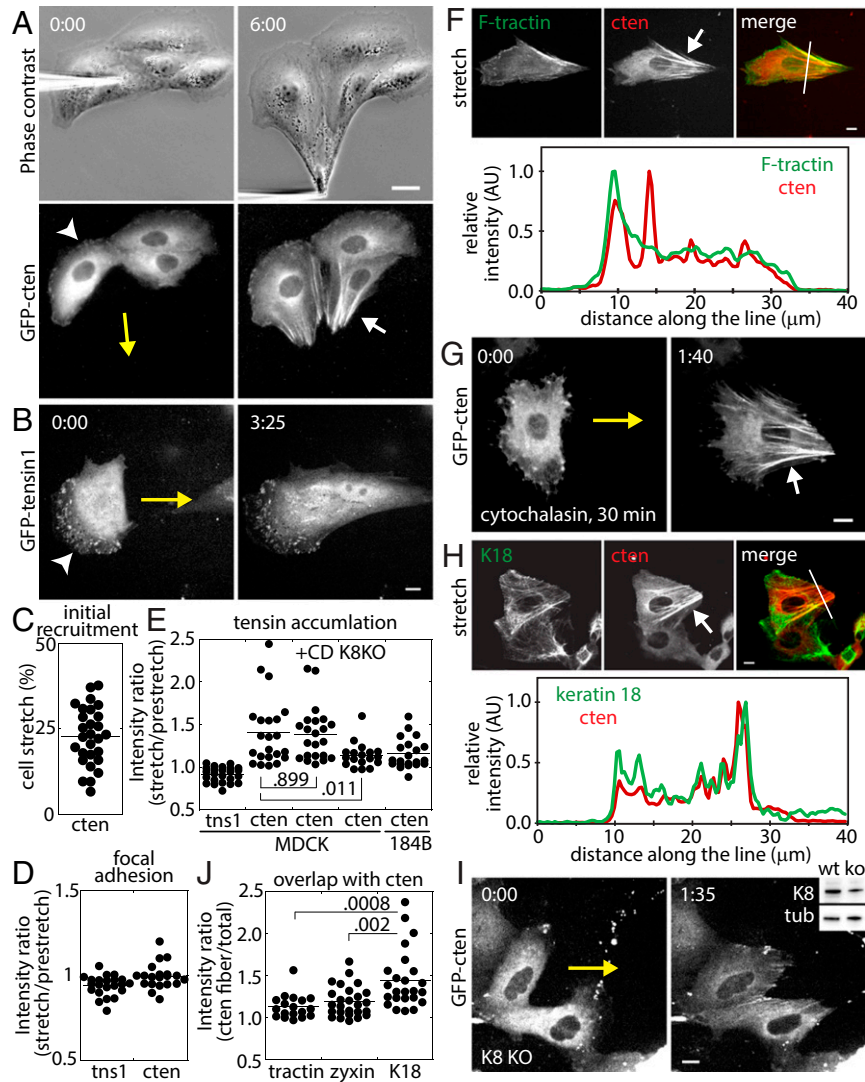 A
0:00
6:00
Phase contrast
GFP-cten
B
0:00
3:25
GFP-tensin1
C
initial
recruitment
cell stretch (%)
50
25
0
cten
E
tensin accumlation
+CD K8KO
Intensity ratio
(stretch/prestretch)
2.5
2.0
1.5
1.0
0.5
.899
.011
tns1 cten cten cten cten
MDCK 184B
D
focal
adhesion
Intensity ratio
(stretch/prestretch)
1.5
1
0.5
tns1 cten
J
overlap with cten
Intensity ratio
(cten fiber/total)
2.5
2.0
1.5
1.0
0.5
.0008
.002
tractin zyxin K18
F
F-tractin
cten
merge
stretch
relative
intensity (AU)
1.0
0.5
0.0
F-tractin
cten
0 10 20 30 40
distance along the line (μm)
G
0:00
1:40
GFP-cten
cytochalasin, 30 min
H
K18
cten
merge
stretch
relative
intensity (AU)
1.0
0.5
0.0
keratin 18
cten
0 10 20 30 40
distance along the line (μm)
I
0:00
1:35
wt ko
K8
tub
GFP-cten
K8 KO